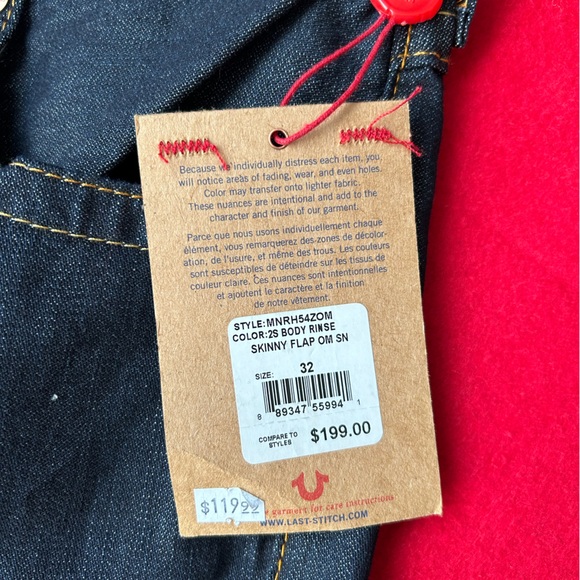 Because we individually distress each item, you
will notice areas of fading, wear, and even holes.
Color may transfer onto lighter fabric.
These nuances are intentional and add to the
character and finish of our garment.
Parce que nous usons individuellement chaque
élément, vous remarquerez des zones de décolor-
ation, de l'usure, et même des trous. Les couleurs
sont susceptibles de déteindre sur les tissus de
couleur claire. Ces nuances sont intentionnelles
et ajoutent le caractère et la finition
de notre vêtement.
STYLE:MNRH54ZOM
COLOR:2S BODY RINSE
SKINNY FLAP OM SN
SIZE: 32
8 89347 55994 1
COMPARE TO
STYLES $199.00
$119.99
garment for care instructions
WWW.LAST-STITCH.COM